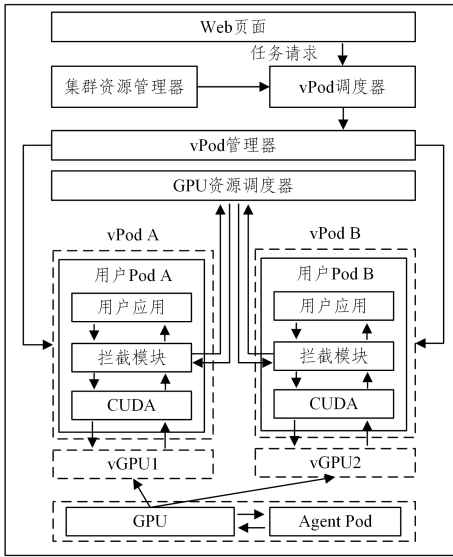 Web页面
任务请求
集群资源管理器
vPod调度器
vPod管理器
GPU资源调度器
vPod A
vPod B
用户Pod A
用户Pod B
用户应用
用户应用
拦截模块
拦截模块
CUDA
CUDA
vGPU1
vGPU2
GPU
Agent Pod